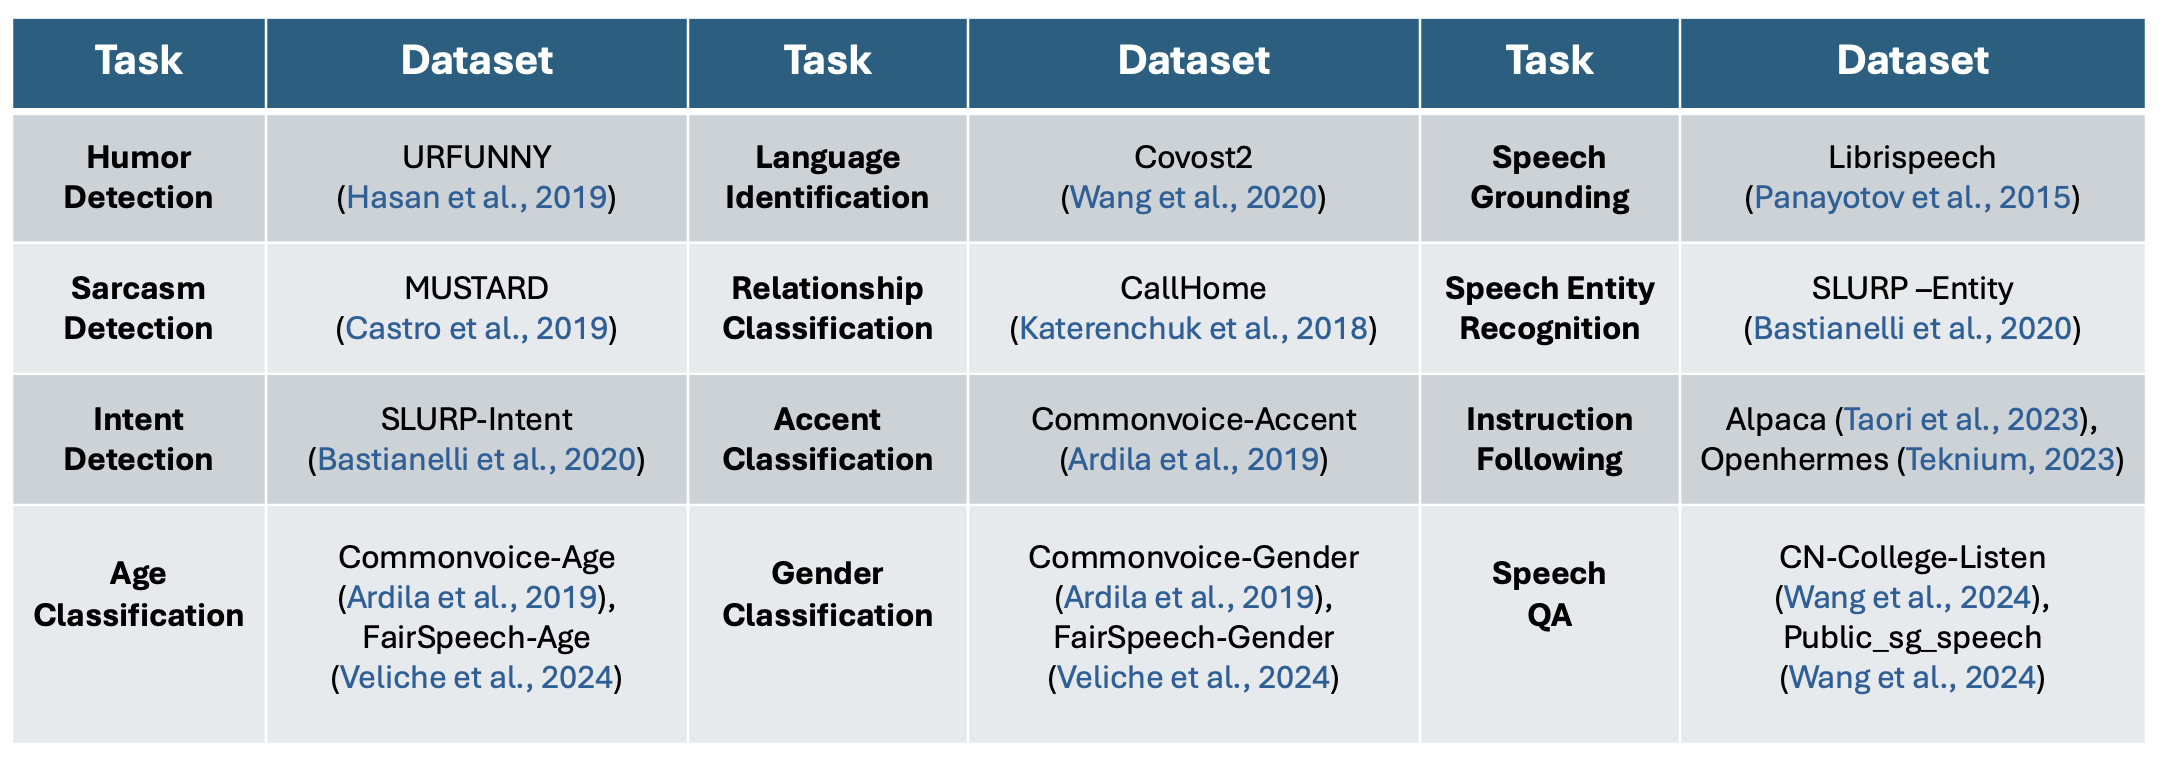 Task
Dataset
Task
Dataset
Task
Dataset
Humor
Detection
URFUNNY
(Hasan et al., 2019)
Language
Identification
Covost2
(Wang et al., 2020)
Speech
Grounding
Librispeech
(Panayotov et al., 2015)
Sarcasm
Detection
MUSTARD
(Castro et al., 2019)
Relationship
Classification
CallHome
(Katerenchuk et al., 2018)
Speech Entity
Recognition
SLURP –Entity
(Bastianelli et al., 2020)
Intent
Detection
SLURP-Intent
(Bastianelli et al., 2020)
Accent
Classification
Commonvoice-Accent
(Ardila et al., 2019)
Instruction
Following
Alpaca (Taori et al., 2023),
Openhermes (Teknium, 2023)
Age
Classification
Commonvoice-Age
(Ardila et al., 2019),
FairSpeech-Age
(Veliche et al., 2024)
Gender
Classification
Commonvoice-Gender
(Ardila et al., 2019),
FairSpeech-Gender
(Veliche et al., 2024)
Speech
QA
CN-College-Listen
(Wang et al., 2024),
Public_sg_speech
(Wang et al., 2024)